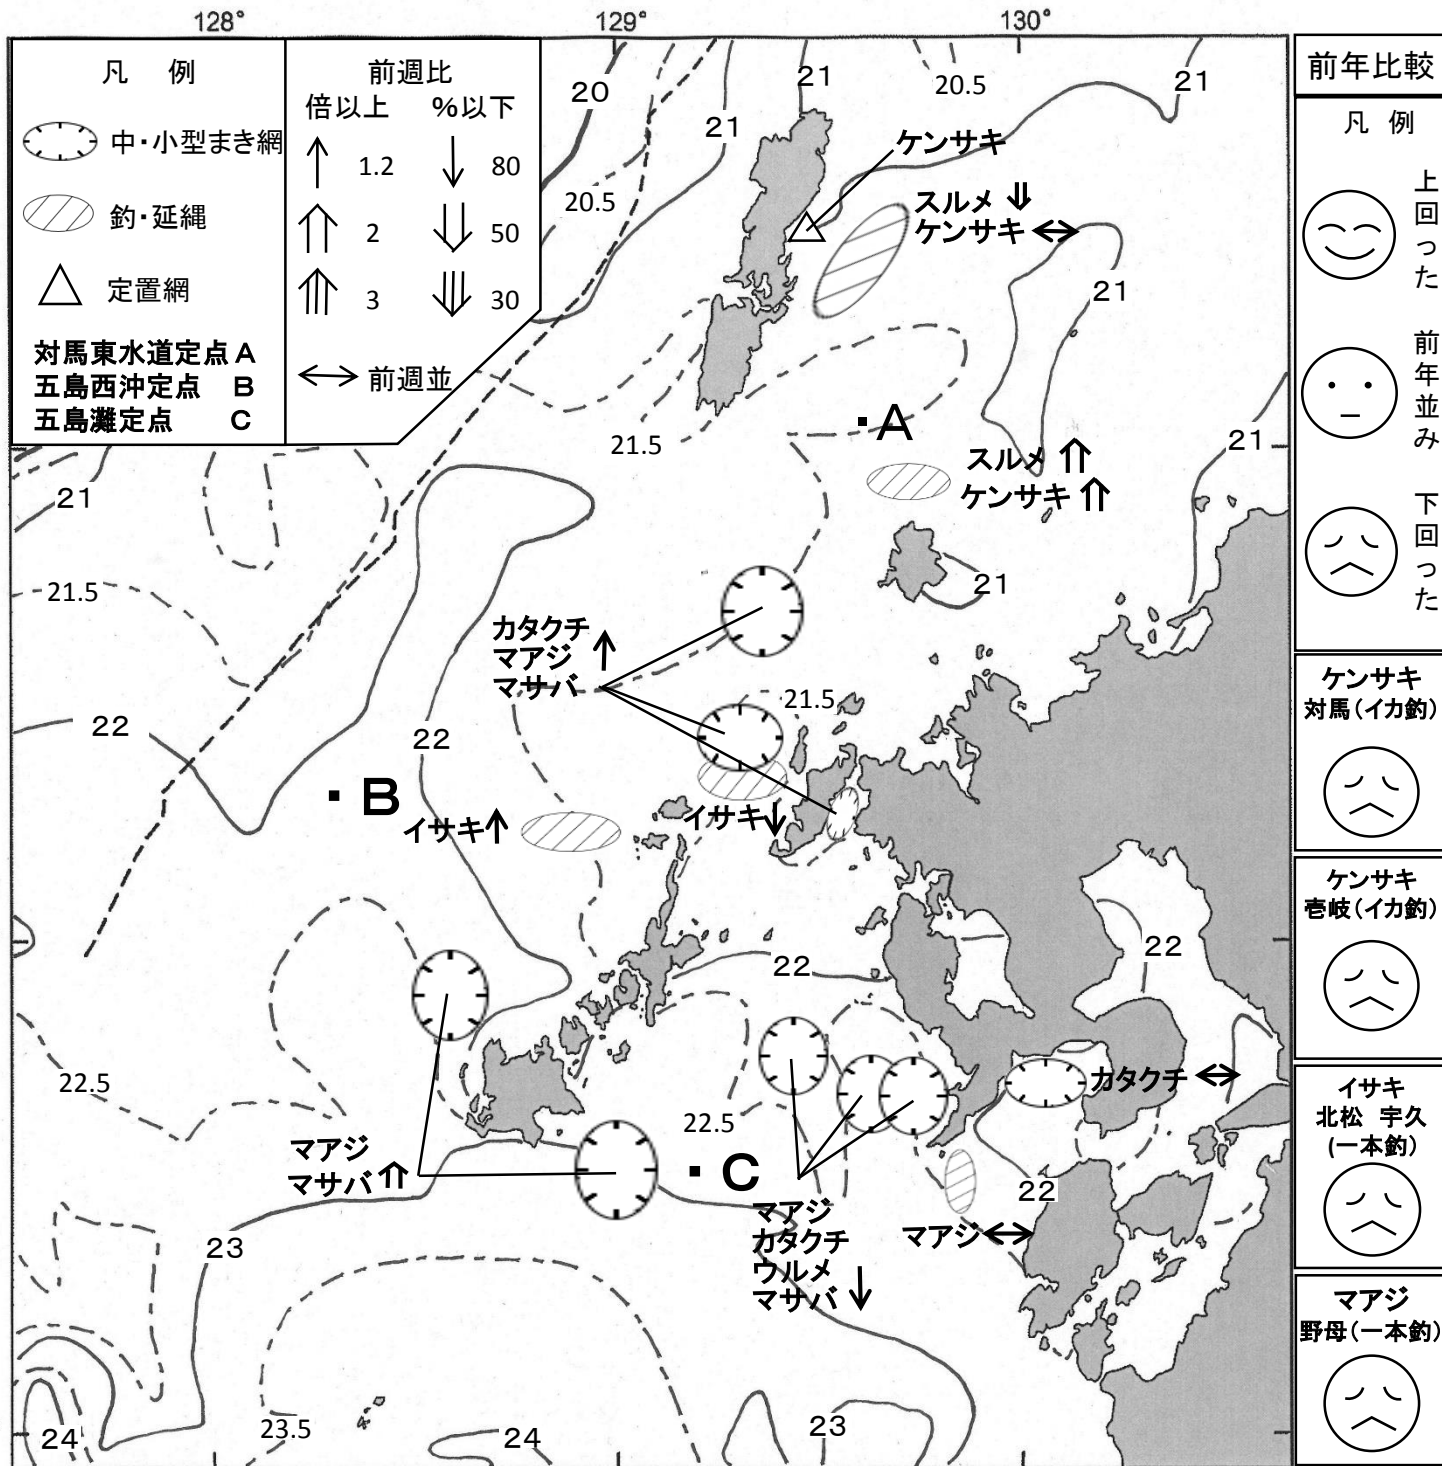 128°
129°
130°
凡 例
中・小型まき網
釣・延縄
定置網
対馬東水道定点 A
五島西沖定点 B
五島灘定点 C
前週比
倍以上 %以下
1.2 80
2 50
3 30
前週並
前年比較
凡 例
上回った
前年並み
下回った
ケンサキ
対馬(イカ釣)
ケンサキ
壱岐(イカ釣)
イサキ
北松 宇久
(一本釣)
マアジ
野母(一本釣)
20
21
21
20.5
21
20.5
ケンサキ
スルメ
ケンサキ
21
21.5
A
21
スルメ
ケンサキ
21
21
21.5
カタクチ
マアジ
マサバ
21.5
22
22
B
イサキ
イサキ
22
22
22.5
カタクチ
22.5
マアジ
マサバ
C
22
マアジ
カタクチ
ウルメ
マサバ
マアジ
23
24
23.5
24
23